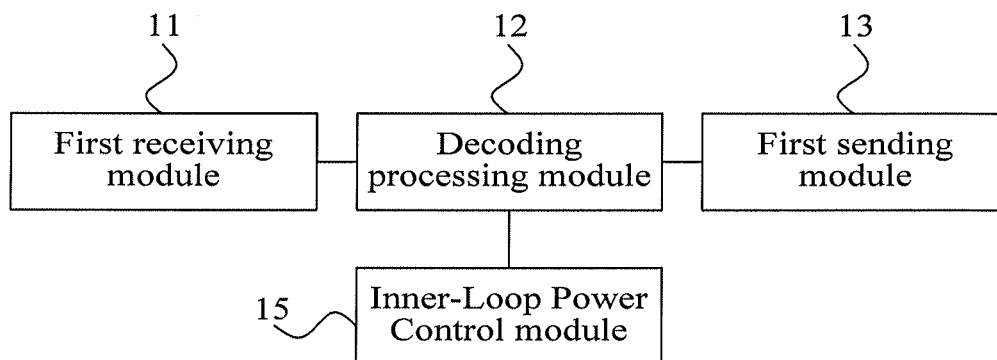 11
12
13
First receiving
module
Decoding
processing module
First sending
module
15
Inner-Loop Power
Control module